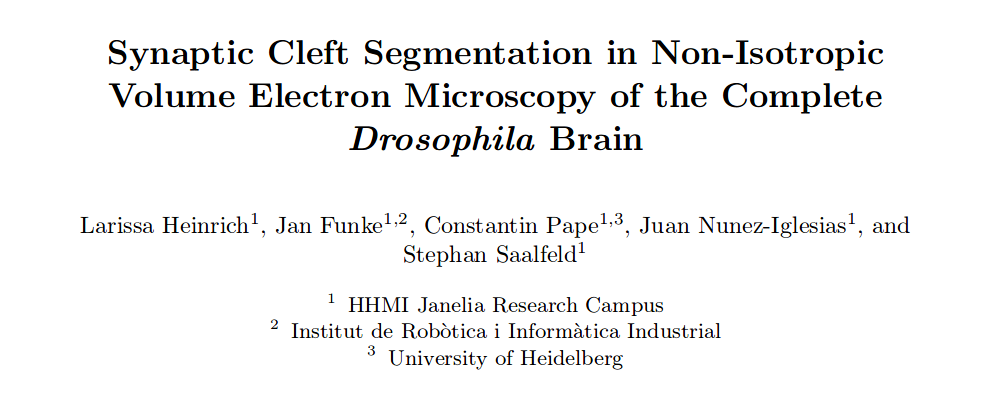 Synaptic Cleft Segmentation in Non-Isotropic
Volume Electron Microscopy of the Complete
Drosophila Brain
Larissa Heinrich¹, Jan Funke¹,², Constantin Pape¹,³, Juan Nunez-Iglesias¹, and
Stephan Saalfeld¹
¹ HHMI Janelia Research Campus
² Institut de Robòtica i Informàtica Industrial
³ University of Heidelberg